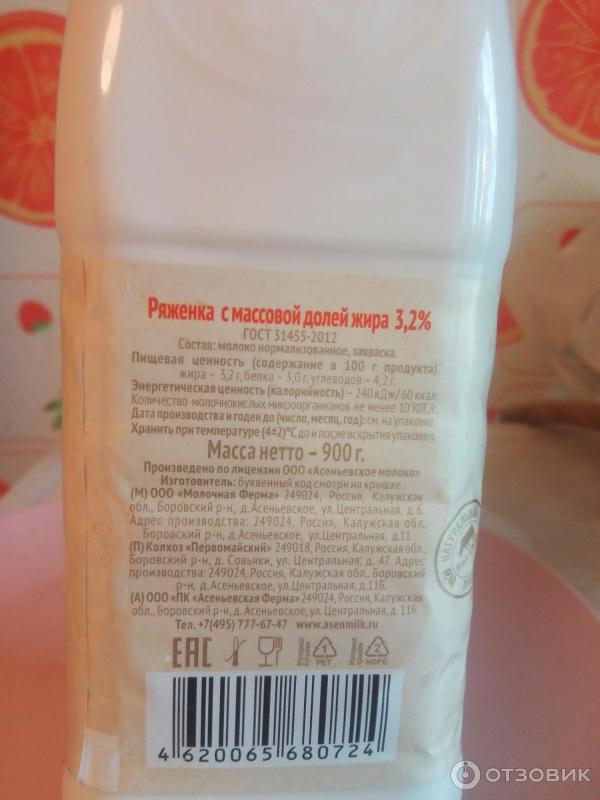 Ряженка с массовой долей жира 3,2%
ГОСТ 31455-2012
Состав: молоко нормализованное, закваска.
Пищевая ценность (содержание в 100 г продукта):
жира – 3,2 г, белка – 3,0 г, углеводов – 4,2 г.
Энергетическая ценность (калорийность) – 240 кДж/60 ккал.
Количество молочнокислых микроорганизмов не менее 10⁷КОЕ/г.
Дата производства и годен до (число, месяц, год): см. на упаковке.
Хранить при температуре (4±2)°С до и после вскрытия упаковки.
Масса нетто – 900 г.
Произведено по лицензии ООО «Асеньевское молоко»
Изготовитель: буквенный код смотри на крышке.
(М) ООО «Молочная Ферма» 249024, Россия, Калужская
обл., Боровский р-н, д. Асеньевское, ул.Центральная, д.6.
Адрес производства: 249024, Россия, Калужская обл.,
Боровский р-н, д.Асеньевское, ул.Центральная, д.11.
(П) Колхоз «Первомайский» 249018, Россия, Калужская обл.,
Боровский р-н, д. Совьяки, ул. Центральная, д. 47. Адрес
производства: 249024, Россия, Калужская обл., Боровский
р-н, д.Асеньевское, ул.Центральная, д.11Б.
(А) ООО «ПК «Асеньевская Ферма» 249024, Россия, Калужская
обл., Боровский р-н, д. Асеньевское, ул. Центральная, д. 11Б.
Тел. +7(495) 777-67-47 www.asenmilk.ru
ЕАС
1
PET
2
HDPE
4 620065 680724
ОТЗОВИК